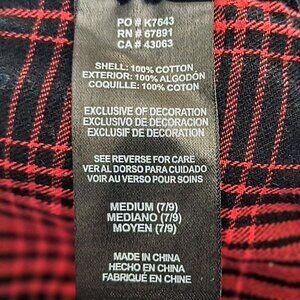 PO # K7643
RN # 67891
CA # 43063
SHELL: 100% COTTON
EXTERIOR: 100% ALGODÓN
COQUILLE: 100% COTON
EXCLUSIVE OF DECORATION
EXCLUSIVO DE DECORACION
EXCLUSIF DE DECORATION
SEE REVERSE FOR CARE
VER AL DORSO PARA CUIDADO
VOIR AU VERSO POUR SOINS
MEDIUM (7/9)
MEDIANO (7/9)
MOYEN (7/9)
MADE IN CHINA
HECHO EN CHINA
FABRIQUÉ EN CHINE